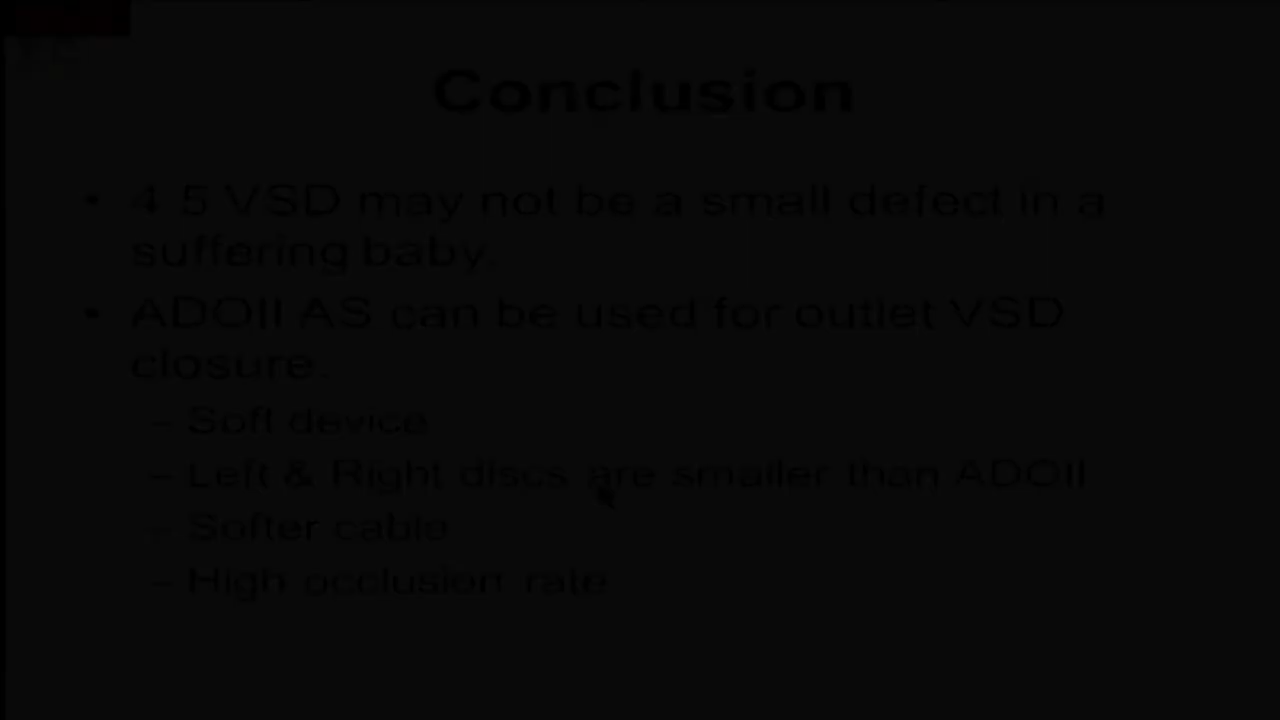 Conclusion
• 4.5 VSD may not be a small defect in a
suffering baby.
• ADOII AS can be used for outlet VSD
closure.
– Soft device
– Left & Right discs are smaller than ADOII
– Softer cable
– High occlusion rate